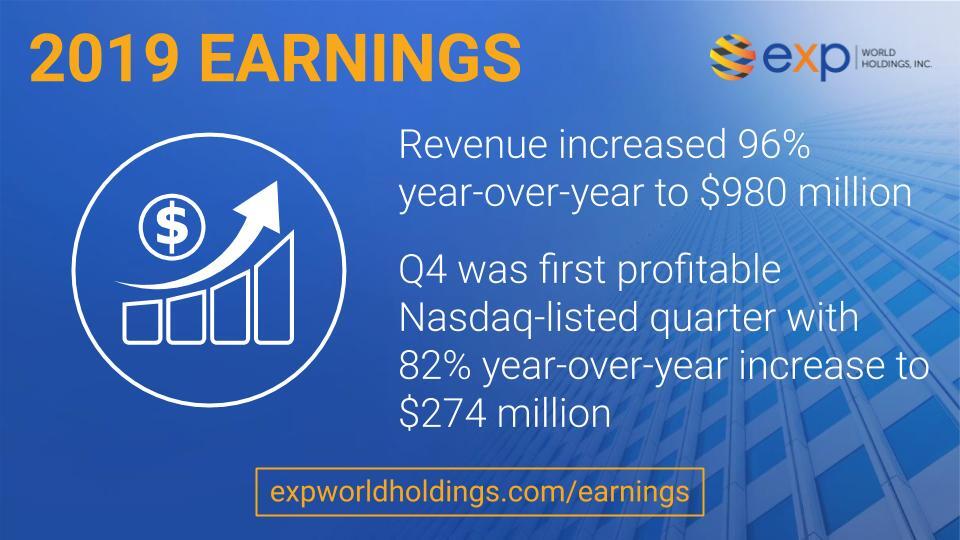 2019 EARNINGS
exp WORLD
HOLDINGS, INC.
$
Revenue increased 96%
year-over-year to $980 million
Q4 was first profitable
Nasdaq-listed quarter with
82% year-over-year increase to
$274 million
expworldholdings.com/earnings